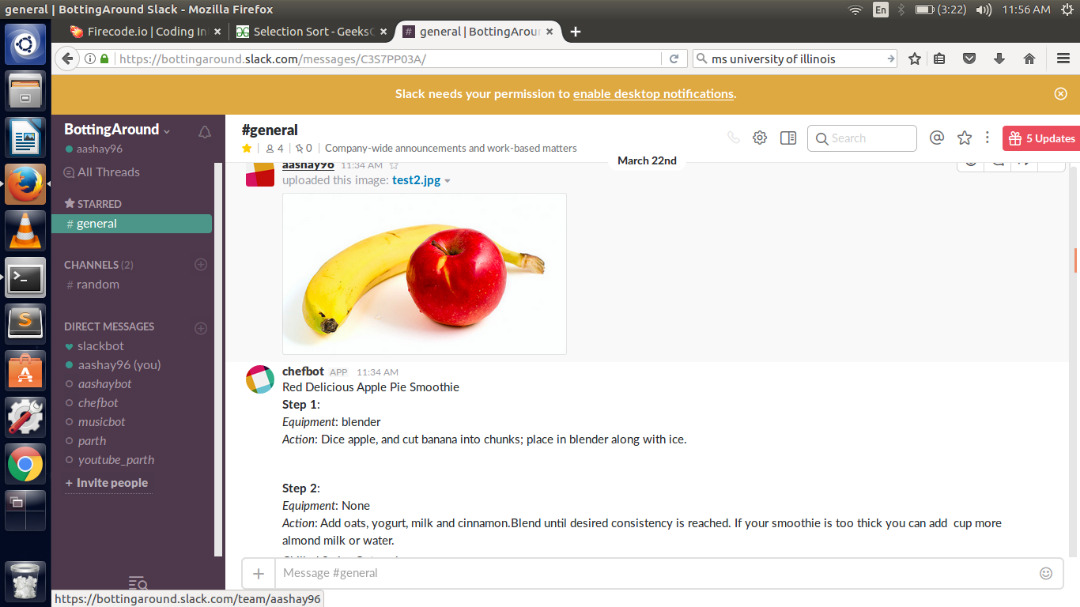 general | BottingAround Slack - Mozilla Firefox
En
(3:22)
11:56 AM
Firecode.io | Coding In
Selection Sort - Geeks
general | BottingArou
https://bottingaround.slack.com/messages/C3S7PP03A/
ms university of illinois
Slack needs your permission to enable desktop notifications.
BottingAround
aashay96
All Threads
STARRED
# general
CHANNELS (2)
# random
DIRECT MESSAGES
slackbot
aashay96 (you)
aashaybot
chefbot
musicbot
parth
youtube_parth
+ Invite people
#general
4
0
Company-wide announcements and work-based matters
Search
5 Updates
March 22nd
aashay96 11:34 AM
uploaded this image: test2.jpg
chefbot APP 11:34 AM
Red Delicious Apple Pie Smoothie
Step 1:
Equipment: blender
Action: Dice apple, and cut banana into chunks; place in blender along with ice.
Step 2:
Equipment: None
Action: Add oats, yogurt, milk and cinnamon.Blend until desired consistency is reached. If your smoothie is too thick you can add  cup more
almond milk or water.
Message #general
https://bottingaround.slack.com/team/aashay96